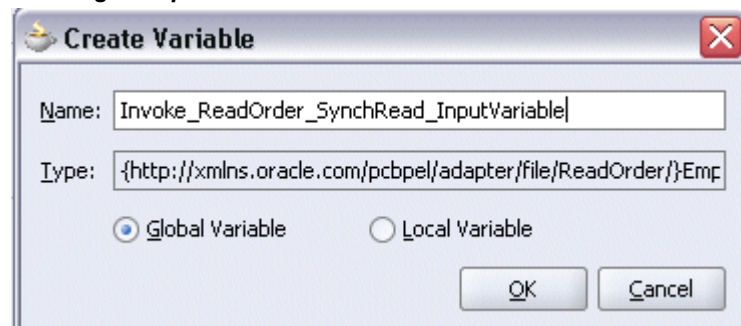 Create Variable
Name: Invoke_ReadOrder_SynchRead_InputVariable
Type: {http://xmlns.oracle.com/pcbpel/adapter/file/ReadOrder/}Emp
Global Variable Local Variable
OK Cancel